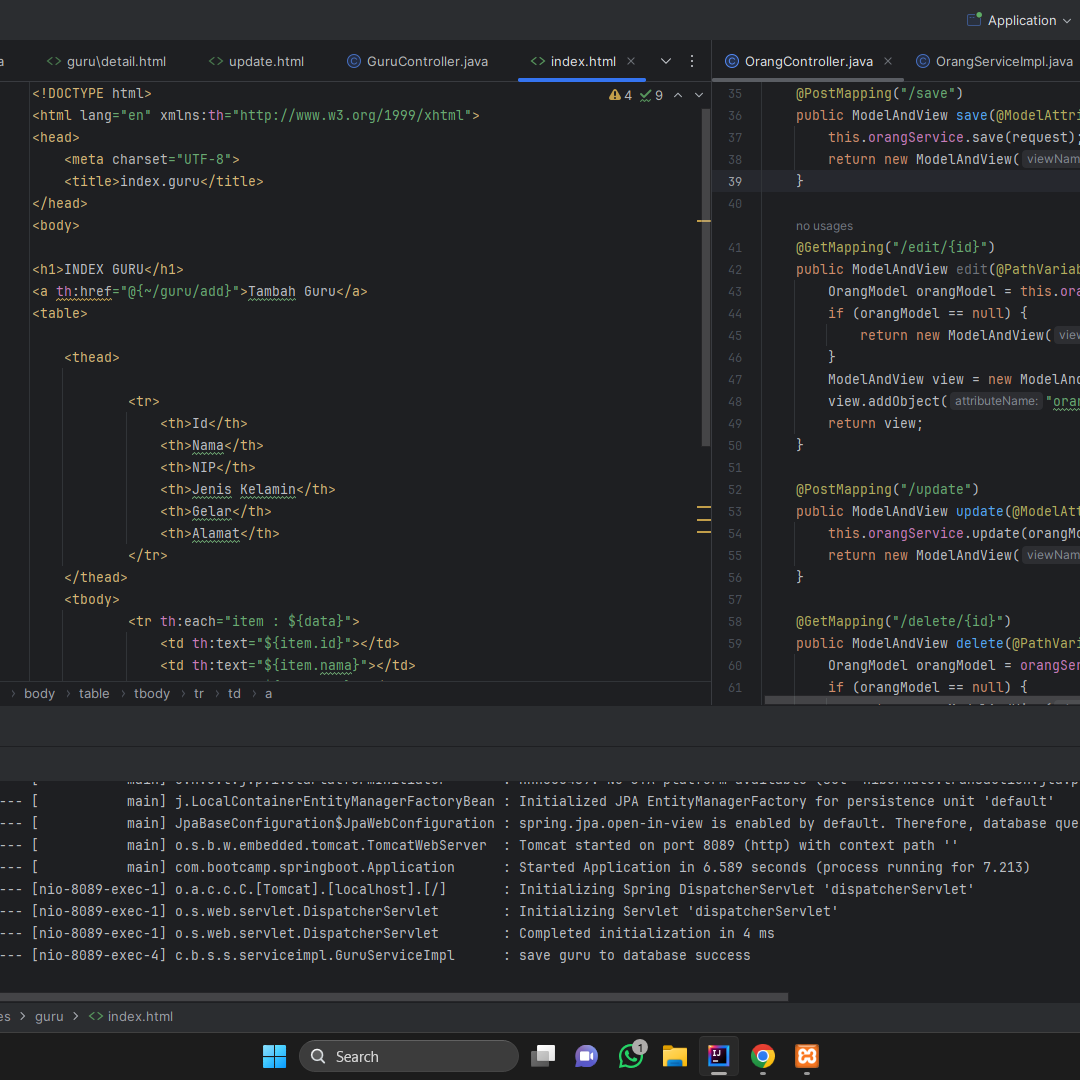 Application
guru\detail.html
update.html
GuruController.java
index.html
OrangController.java
OrangServiceImpl.java
4 9
<!DOCTYPE html>
<html lang="en" xmlns:th="http://www.w3.org/1999/xhtml">
<head>
<meta charset="UTF-8">
<title>index.guru</title>
</head>
<body>
<h1>INDEX GURU</h1>
<a th:href="@{~/guru/add}">Tambah Guru</a>
<table>
<thead>
<tr>
<th>Id</th>
<th>Nama</th>
<th>NIP</th>
<th>Jenis Kelamin</th>
<th>Gelar</th>
<th>Alamat</th>
</tr>
</thead>
<tbody>
<tr th:each="item : ${data}">
<td th:text="${item.id}"></td>
<td th:text="${item.nama}"></td>
body > table > tbody > tr > td > a
35 @PostMapping("/save")
36 public ModelAndView save(@ModelAttri
37 this.orangService.save(request);
38 return new ModelAndView( viewNam
39 }
40
no usages
41 @GetMapping("/edit/{id}")
42 public ModelAndView edit(@PathVariab
43 OrangModel orangModel = this.ora
44 if (orangModel == null) {
45 return new ModelAndView( view
46 }
47 ModelAndView view = new ModelAnd
48 view.addObject( attributeName: "oran
49 return view;
50 }
51
52 @PostMapping("/update")
53 public ModelAndView update(@ModelAtt
54 this.orangService.update(orangMo
55 return new ModelAndView( viewNam
56 }
57
58 @GetMapping("/delete/{id}")
59 public ModelAndView delete(@PathVari
60 OrangModel orangModel = orangSer
61 if (orangModel == null) {
--- [ main] j.LocalContainerEntityManagerFactoryBean : Initialized JPA EntityManagerFactory for persistence unit 'default'
--- [ main] JpaBaseConfiguration$JpaWebConfiguration : spring.jpa.open-in-view is enabled by default. Therefore, database que
--- [ main] o.s.b.w.embedded.tomcat.TomcatWebServer : Tomcat started on port 8089 (http) with context path ''
--- [ main] com.bootcamp.springboot.Application : Started Application in 6.589 seconds (process running for 7.213)
--- [nio-8089-exec-1] o.a.c.c.C.[Tomcat].[localhost].[/] : Initializing Spring DispatcherServlet 'dispatcherServlet'
--- [nio-8089-exec-1] o.s.web.servlet.DispatcherServlet : Initializing Servlet 'dispatcherServlet'
--- [nio-8089-exec-1] o.s.web.servlet.DispatcherServlet : Completed initialization in 4 ms
--- [nio-8089-exec-4] c.b.s.s.serviceimpl.GuruServiceImpl : save guru to database success
es > guru > <> index.html
Search
1